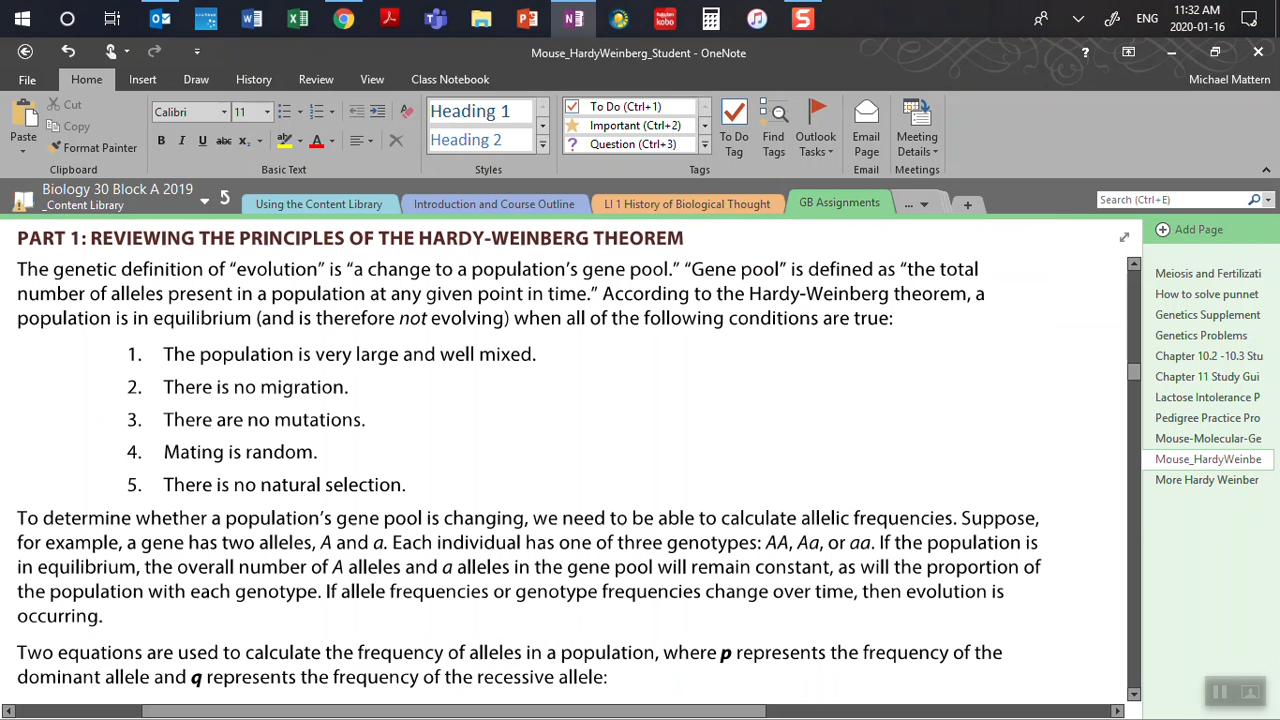 11:32 AM
ENG
2020-01-16
Mouse_HardyWeinberg_Student - OneNote
File
Home
Insert
Draw
History
Review
View
Class Notebook
Michael Mattern
Paste
Cut
Copy
Format Painter
Clipboard
Calibri
11
B I U abc x₂
A
Basic Text
Heading 1
Heading 2
Styles
To Do (Ctrl+1)
Important (Ctrl+2)
? Question (Ctrl+3)
To Do Tag
Find Tags
Outlook Tasks
Tags
Email Page
Email
Meeting Details
Meetings
Biology 30 Block A 2019
_Content Library
Using the Content Library
Introduction and Course Outline
LI 1 History of Biological Thought
GB Assignments
...
Search (Ctrl+E)
PART 1: REVIEWING THE PRINCIPLES OF THE HARDY-WEINBERG THEOREM
The genetic definition of “evolution” is “a change to a population’s gene pool.” “Gene pool” is defined as “the total
number of alleles present in a population at any given point in time.” According to the Hardy-Weinberg theorem, a
population is in equilibrium (and is therefore not evolving) when all of the following conditions are true:
1. The population is very large and well mixed.
2. There is no migration.
3. There are no mutations.
4. Mating is random.
5. There is no natural selection.
To determine whether a population’s gene pool is changing, we need to be able to calculate allelic frequencies. Suppose,
for example, a gene has two alleles, A and a. Each individual has one of three genotypes: AA, Aa, or aa. If the population is
in equilibrium, the overall number of A alleles and a alleles in the gene pool will remain constant, as will the proportion of
the population with each genotype. If allele frequencies or genotype frequencies change over time, then evolution is
occurring.
Two equations are used to calculate the frequency of alleles in a population, where p represents the frequency of the
dominant allele and q represents the frequency of the recessive allele:
Add Page
Meiosis and Fertilizati
How to solve punnet
Genetics Supplement
Genetics Problems
Chapter 10.2 -10.3 Stu
Chapter 11 Study Gui
Lactose Intolerance P
Pedigree Practice Pro
Mouse-Molecular-Ge
Mouse_HardyWeinbe
More Hardy Weinber